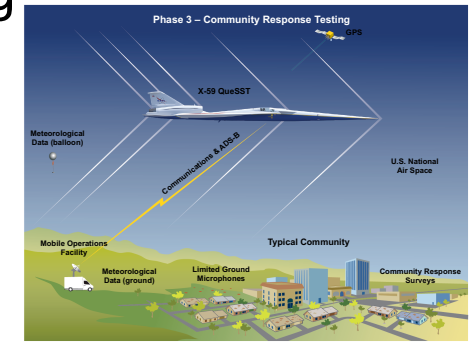 g
Phase 3 – Community Response Testing
GPS
X-59 QueSST
Meteorological
Data (balloon)
Communications & ADS-B
U.S. National
Air Space
Mobile Operations
Facility
Typical Community
Meteorological
Data (ground)
Limited Ground
Microphones
Community Response
Surveys